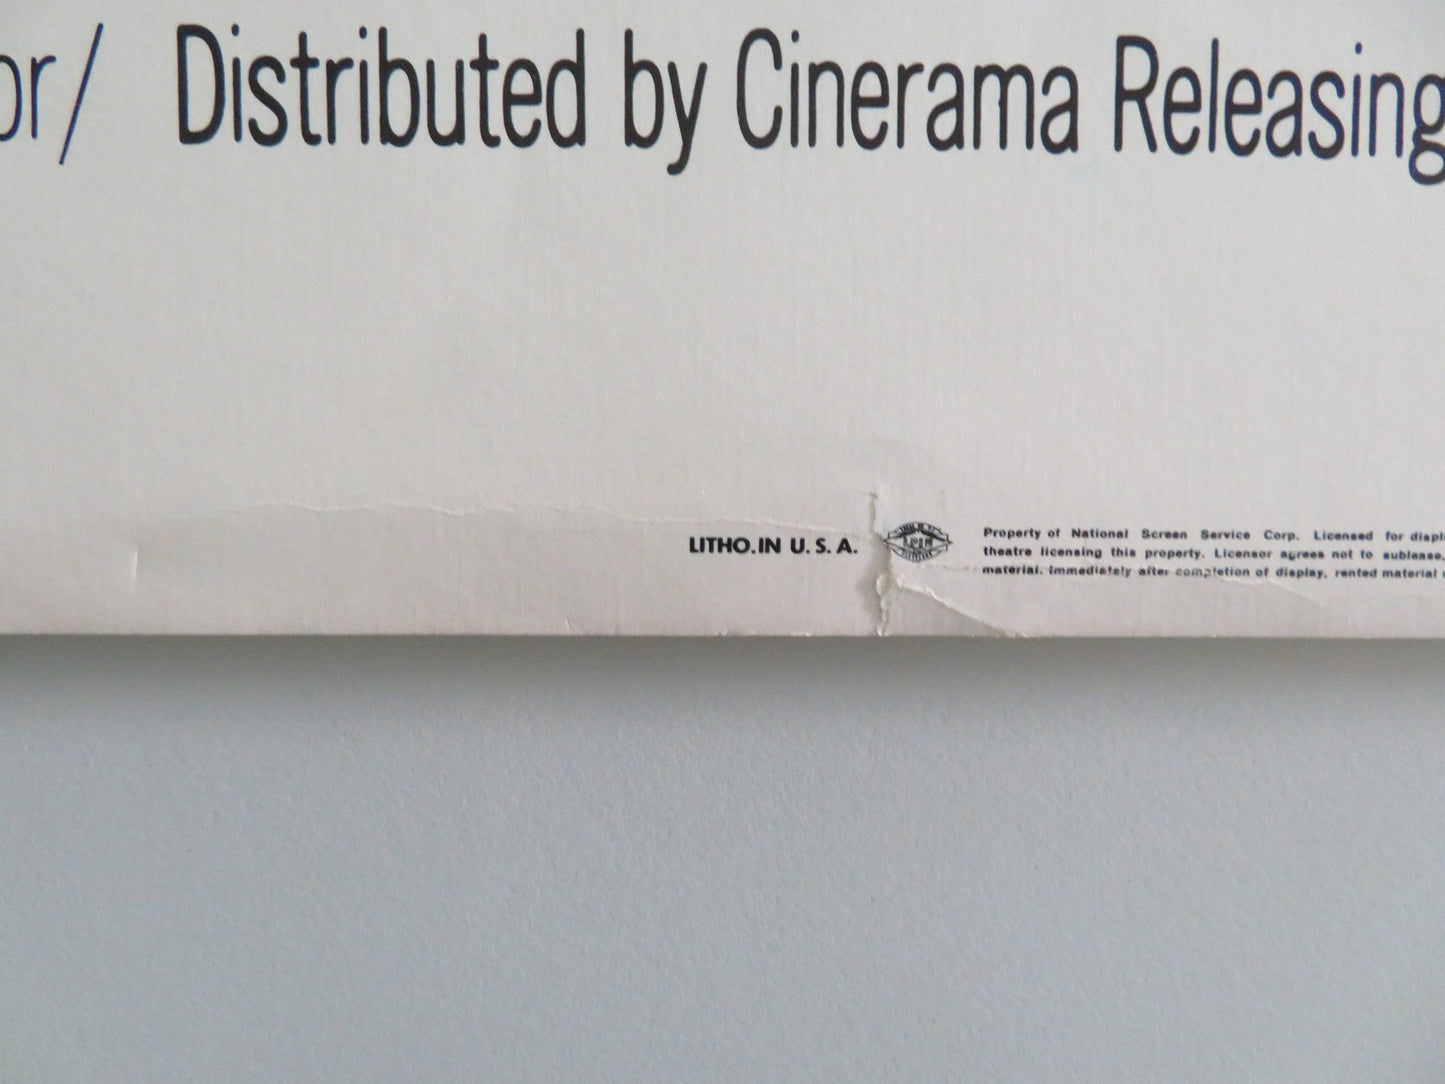 or/ Distributed by Cinerama Releasing
LITHO. IN U. S. A.
Property of National Screen Service Corp. Licensed for displ
theatre licensing this property. Licensor agrees not to sublease,
material. Immediately after completion of display, rented material